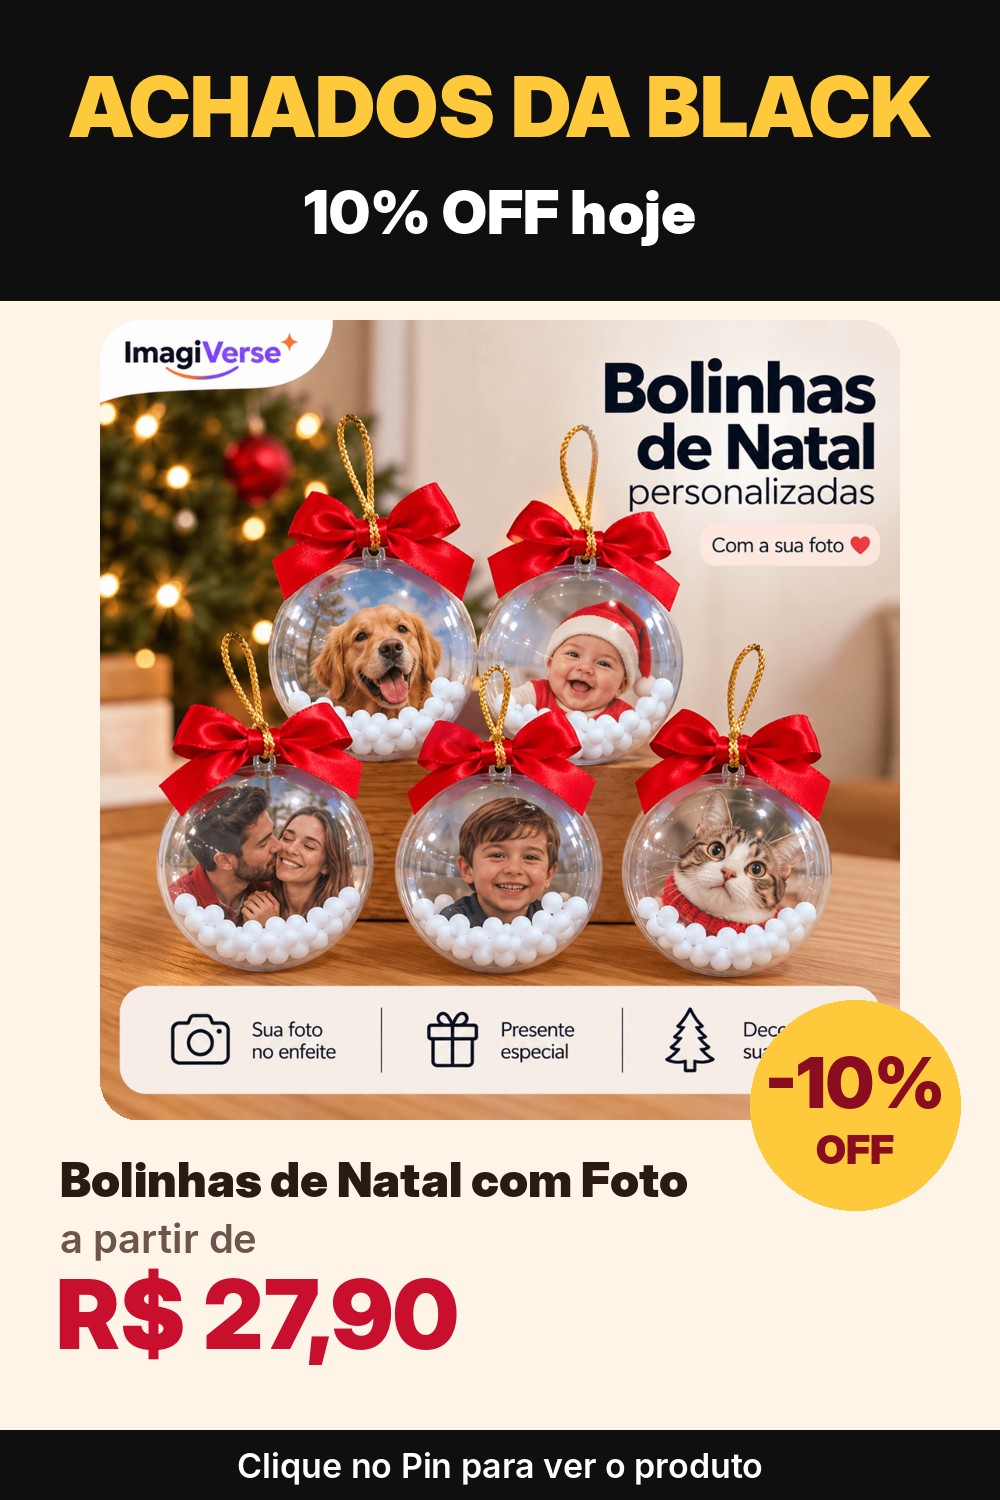 ACHADOS DA BLACK
10% OFF hoje
ImagiVerse
Bolinhas
de Natal
personalizadas
Com a sua foto
Sua foto
no enfeite
Presente
especial
-10%
OFF
Bolinhas de Natal com Foto
a partir de
R$ 27,90
Clique no Pin para ver o produto